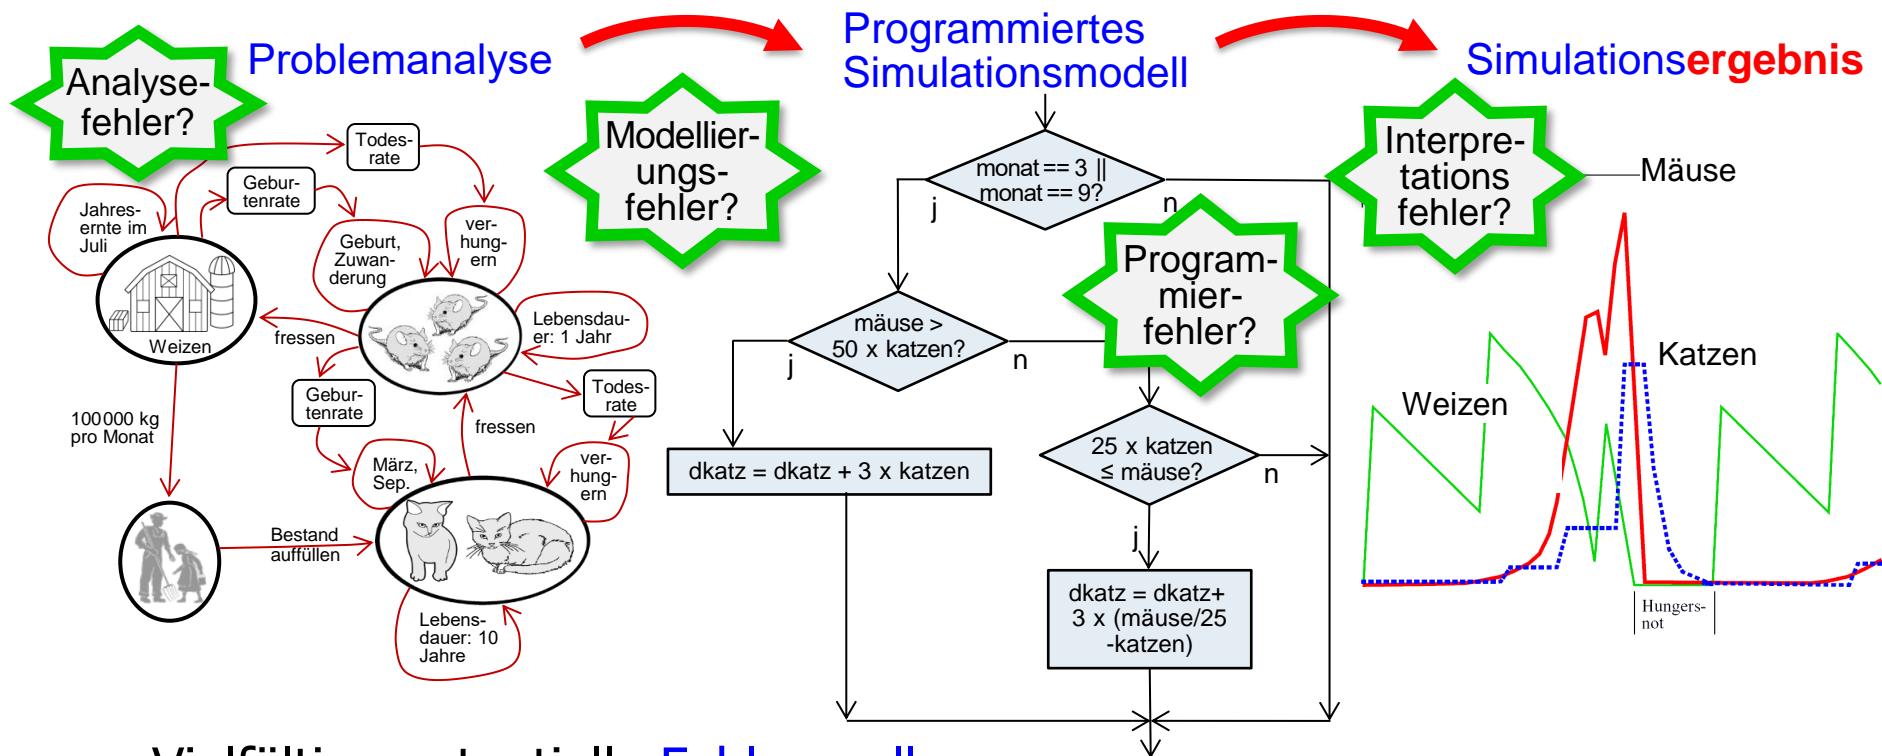 Problemanalyse
Programmiertes
Simulationsmodell
Simulationsergebnis
Analyse-
fehler?
Modellier-
ungs-
fehler?
Program-
mier-
fehler?
Interpre-
tations
fehler?
Todes-
rate
Gebur-
tenrate
Jahres-
ernte im
Juli
Geburt,
Zuwan-
derung
ver-
hung-
ern
Weizen
fressen
Lebensdau-
er: 1 Jahr
Gebur-
tenrate
Todes-
rate
100000 kg
pro Monat
fressen
März,
Sep.
ver-
hung-
ern
Bestand
auffüllen
Lebens-
dauer: 10
Jahre
monat == 3 ||
monat == 9?
j
n
mäuse >
50 x katzen?
j
n
dkatz = dkatz + 3 x katzen
25 x katzen
≤ mäuse?
n
j
dkatz = dkatz+
3 x (mäuse/25
-katzen)
Mäuse
Katzen
Weizen
Hungers-
not